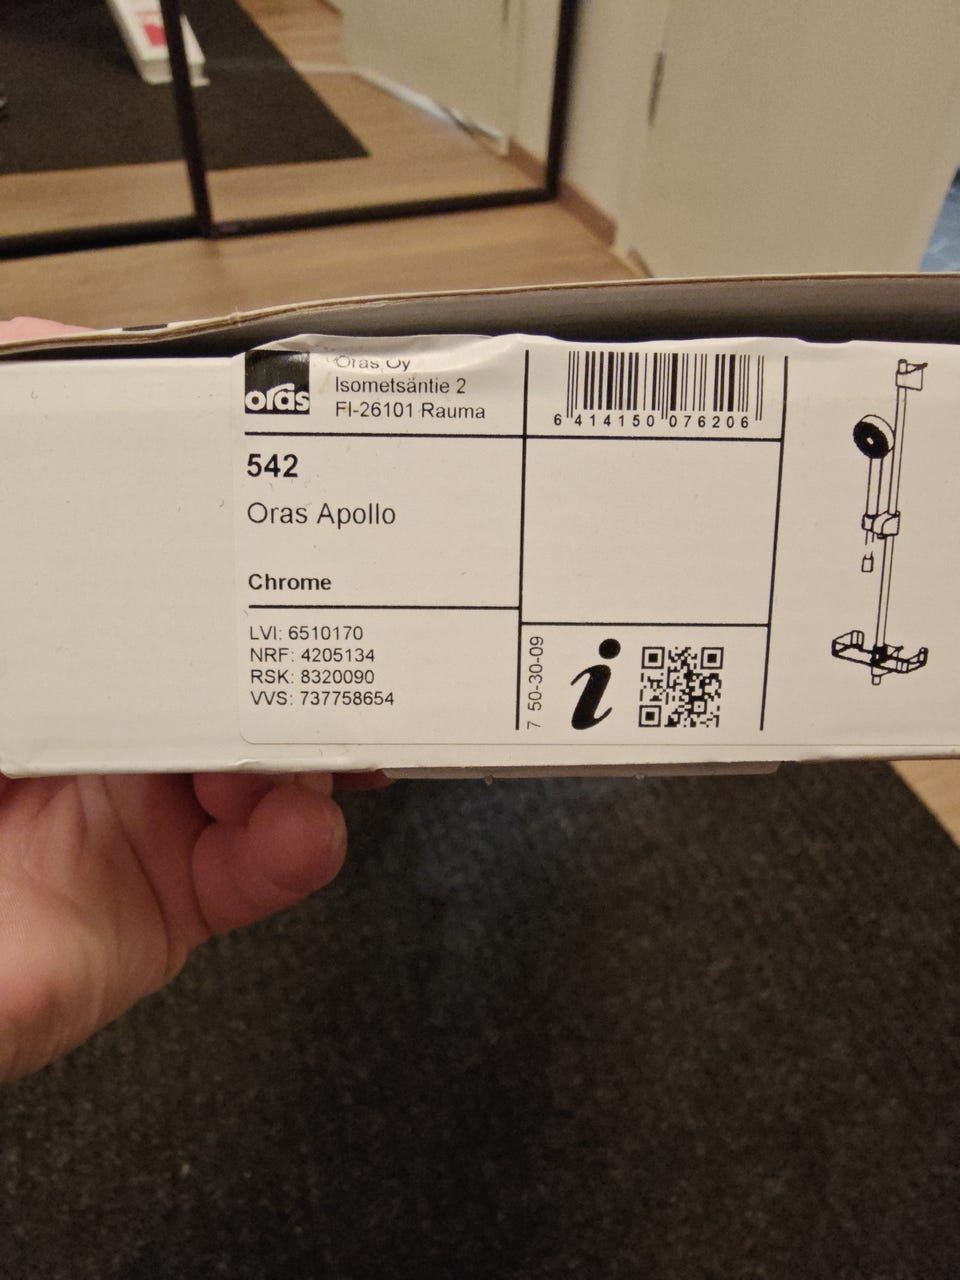 oras
Oras Oy
Isometsäntie 2
FI-26101 Rauma
6 414150 076206
542
Oras Apollo
Chrome
LVI: 6510170
NRF: 4205134
RSK: 8320090
VVS: 737758654
7 50-30-09
i